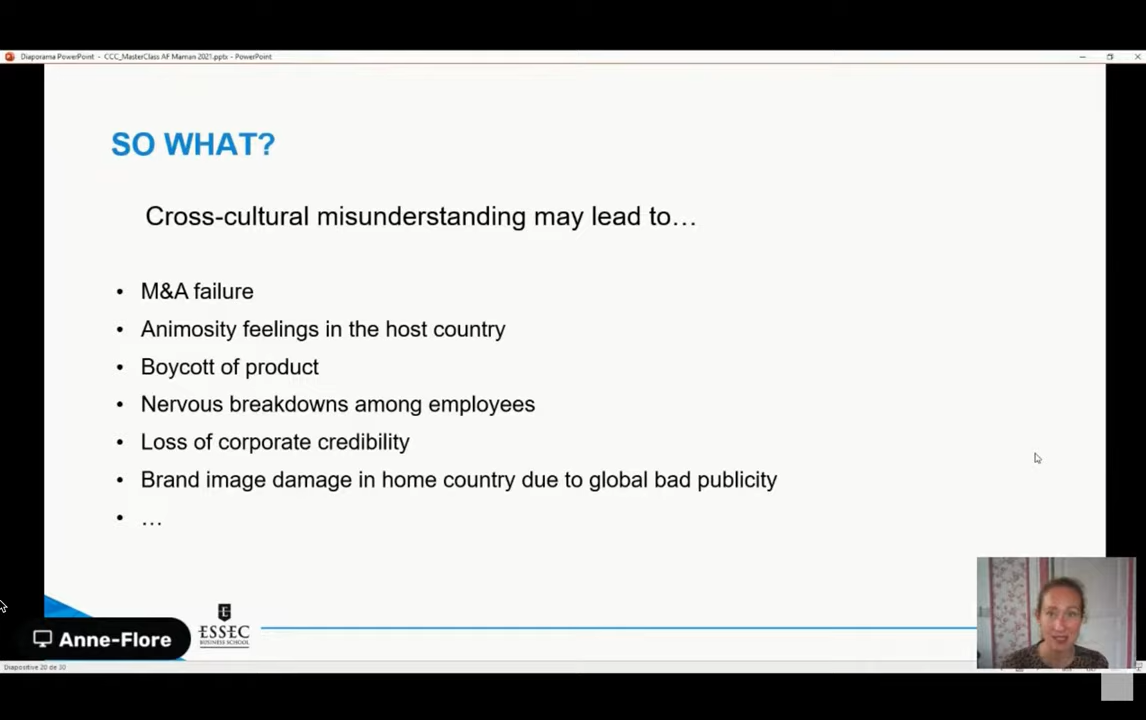 Diaporama PowerPoint - CCC_MasterClass AF Maman 2021.pptx - PowerPoint
SO WHAT?
Cross-cultural misunderstanding may lead to…
• M&A failure
• Animosity feelings in the host country
• Boycott of product
• Nervous breakdowns among employees
• Loss of corporate credibility
• Brand image damage in home country due to global bad publicity
• …
Anne-Flore
ESSEC
BUSINESS SCHOOL
Diapositive 20 de 30